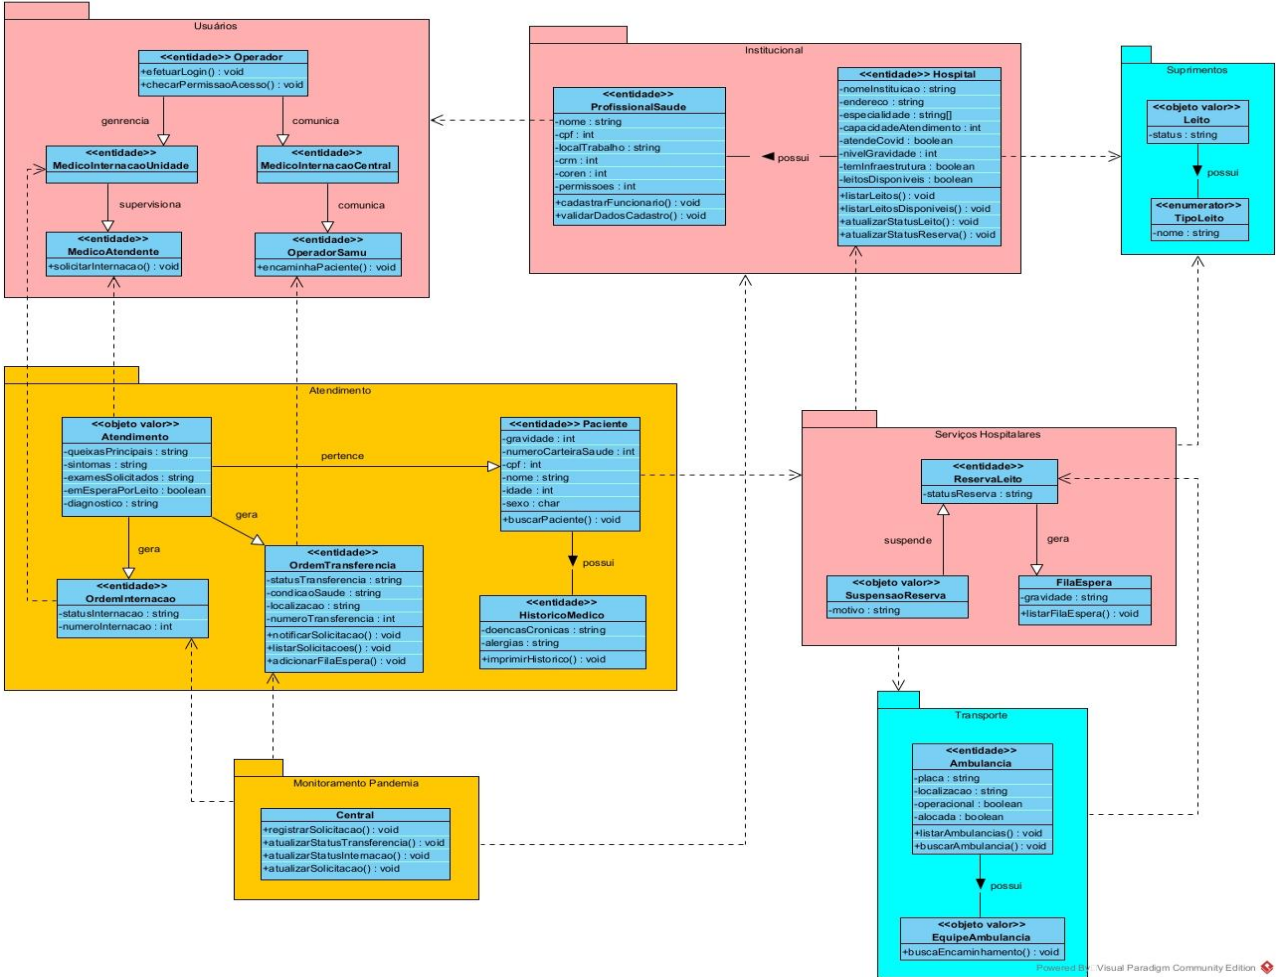 Usuários
<<entidade>> Operador
+efetuarLogin() : void
+checarPermissaoAcesso() : void
genrencia
comunica
<<entidade>>
MedicoInternacaoUnidade
<<entidade>>
MedicoInternacaoCentral
supervisiona
comunica
<<entidade>>
MedicoAtendente
+solicitarInternacao() : void
<<entidade>>
OperadorSamu
+encaminhaPaciente() : void
Institucional
<<entidade>>
ProfissionalSaude
-nome : string
-cpf : int
-localTrabalho : string
-crm : int
-coren : int
-permissoes : int
+cadastrarFuncionario() : void
+validarDadosCadastro() : void
possui
<<entidade>> Hospital
-nomeInstituicao : string
-endereco : string
-especialidade : string[]
-capacidadeAtendimento : int
-atendeCovid : boolean
-nivelGravidade : int
-temInfraestrutura : boolean
-leitosDisponiveis : boolean
+listarLeitos() : void
+listarLeitosDisponiveis() : void
+atualizarStatusLeito() : void
+atualizarStatusReserva() : void
Suprimentos
<<objeto valor>>
Leito
-status : string
possui
<<enumerator>>
TipoLeito
-nome : string
Atendimento
<<objeto valor>>
Atendimento
-queixasPrincipais : string
-sintomas : string
-examesSolicitados : string
-emEsperaPorLeito : boolean
-diagnostico : string
pertence
gera
gera
<<entidade>> Paciente
-gravidade : int
-numeroCarteiraSaude : int
-cpf : int
-nome : string
-idade : int
-sexo : char
+buscarPaciente() : void
possui
<<entidade>>
OrdemInternacao
-statusInternacao : string
-numeroInternacao : int
<<entidade>>
OrdemTransferencia
-statusTransferencia : string
-condicaoSaude : string
-localizacao : string
-numeroTransferencia : int
+notificarSolicitacao() : void
+listarSolicitacoes() : void
+adicionarFilaEspera() : void
<<entidade>>
HistoricoMedico
-doencasCronicas : string
-alergias : string
+imprimirHistorico() : void
Serviços Hospitalares
<<entidade>>
ReservaLeito
-statusReserva : string
suspende
gera
<<objeto valor>>
SuspensaoReserva
-motivo : string
FilaEspera
-gravidade : string
+listarFilaEspera() : void
Monitoramento Pandemia
Central
+registrarSolicitacao() : void
+atualizarStatusTransferencia() : void
+atualizarStatusInternacao() : void
+atualizarSolicitacao() : void
Transporte
<<entidade>>
Ambulancia
-placa : string
-localizacao : string
-operacional : boolean
-alocada : boolean
+listarAmbulancias() : void
+buscarAmbulancia() : void
possui
<<objeto valor>>
EquipeAmbulancia
+buscaEncaminhamento() : void
Powered By Visual Paradigm Community Edition